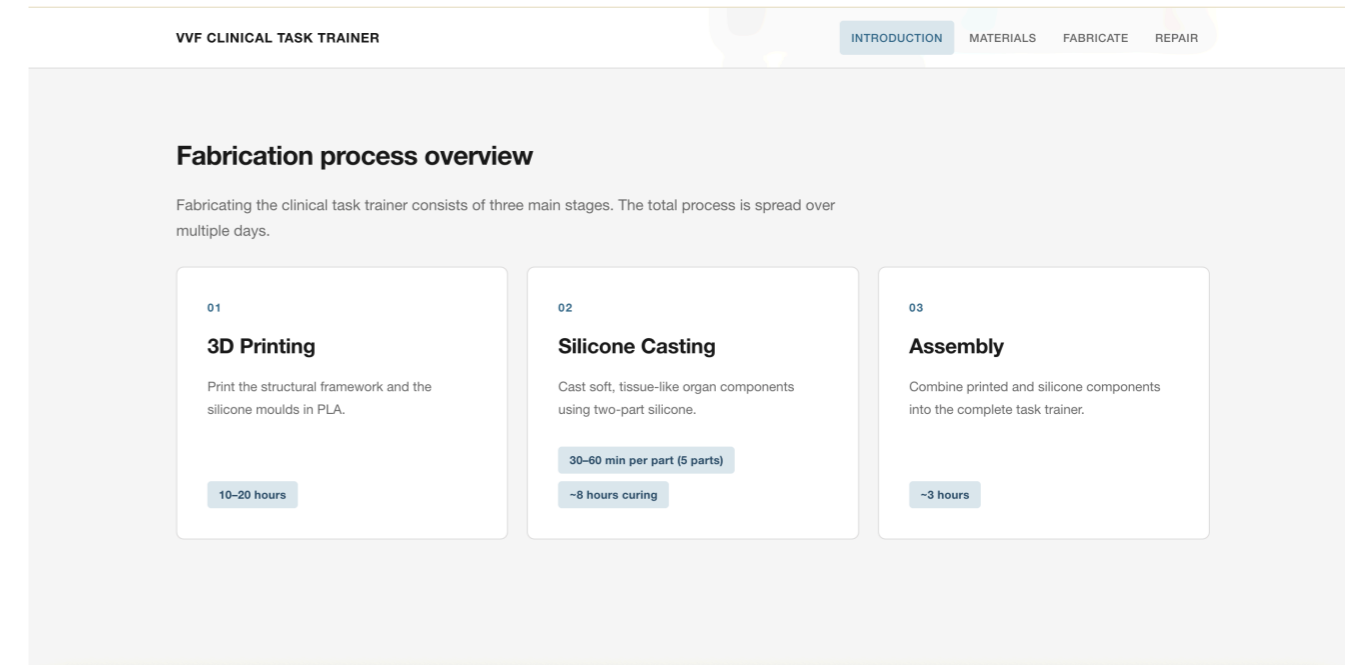 VVF CLINICAL TASK TRAINER
INTRODUCTION
MATERIALS
FABRICATE
REPAIR
Fabrication process overview
Fabricating the clinical task trainer consists of three main stages. The total process is spread over
multiple days.
01
3D Printing
Print the structural framework and the
silicone moulds in PLA.
10–20 hours
02
Silicone Casting
Cast soft, tissue-like organ components
using two-part silicone.
30–60 min per part (5 parts)
~8 hours curing
03
Assembly
Combine printed and silicone components
into the complete task trainer.
~3 hours